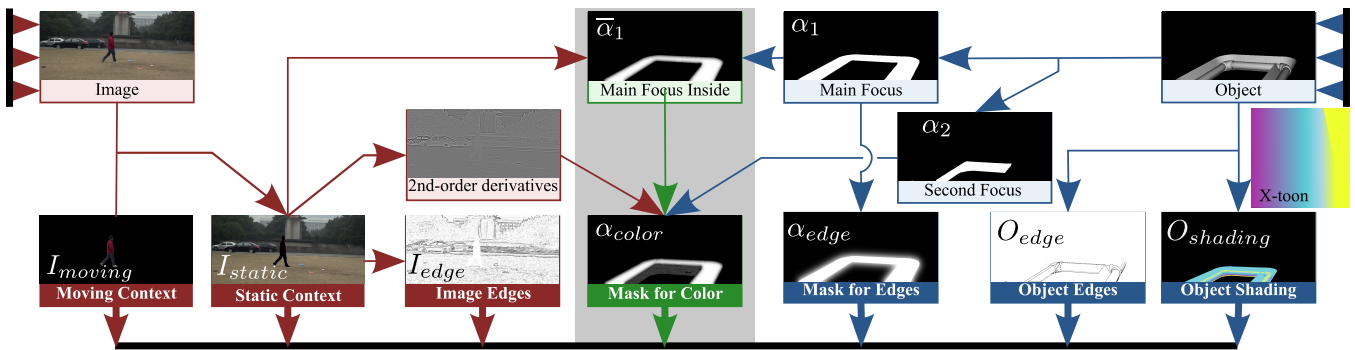 Image
α̅₁
Main Focus Inside
α₁
Main Focus
Object
2nd-order derivatives
α₂
Second Focus
X-toon
I_moving
Moving Context
I_static
Static Context
I_edge
Image Edges
α_color
Mask for Color
α_edge
Mask for Edges
O_edge
Object Edges
O_shading
Object Shading